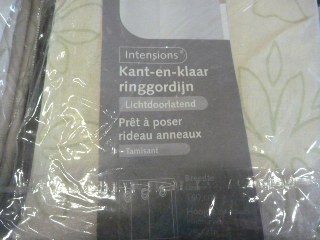 Intensions
Kant-en-klaar
ringgordijn
Lichtdoorlatend
Prêt à poser
rideau anneaux
Tamisant